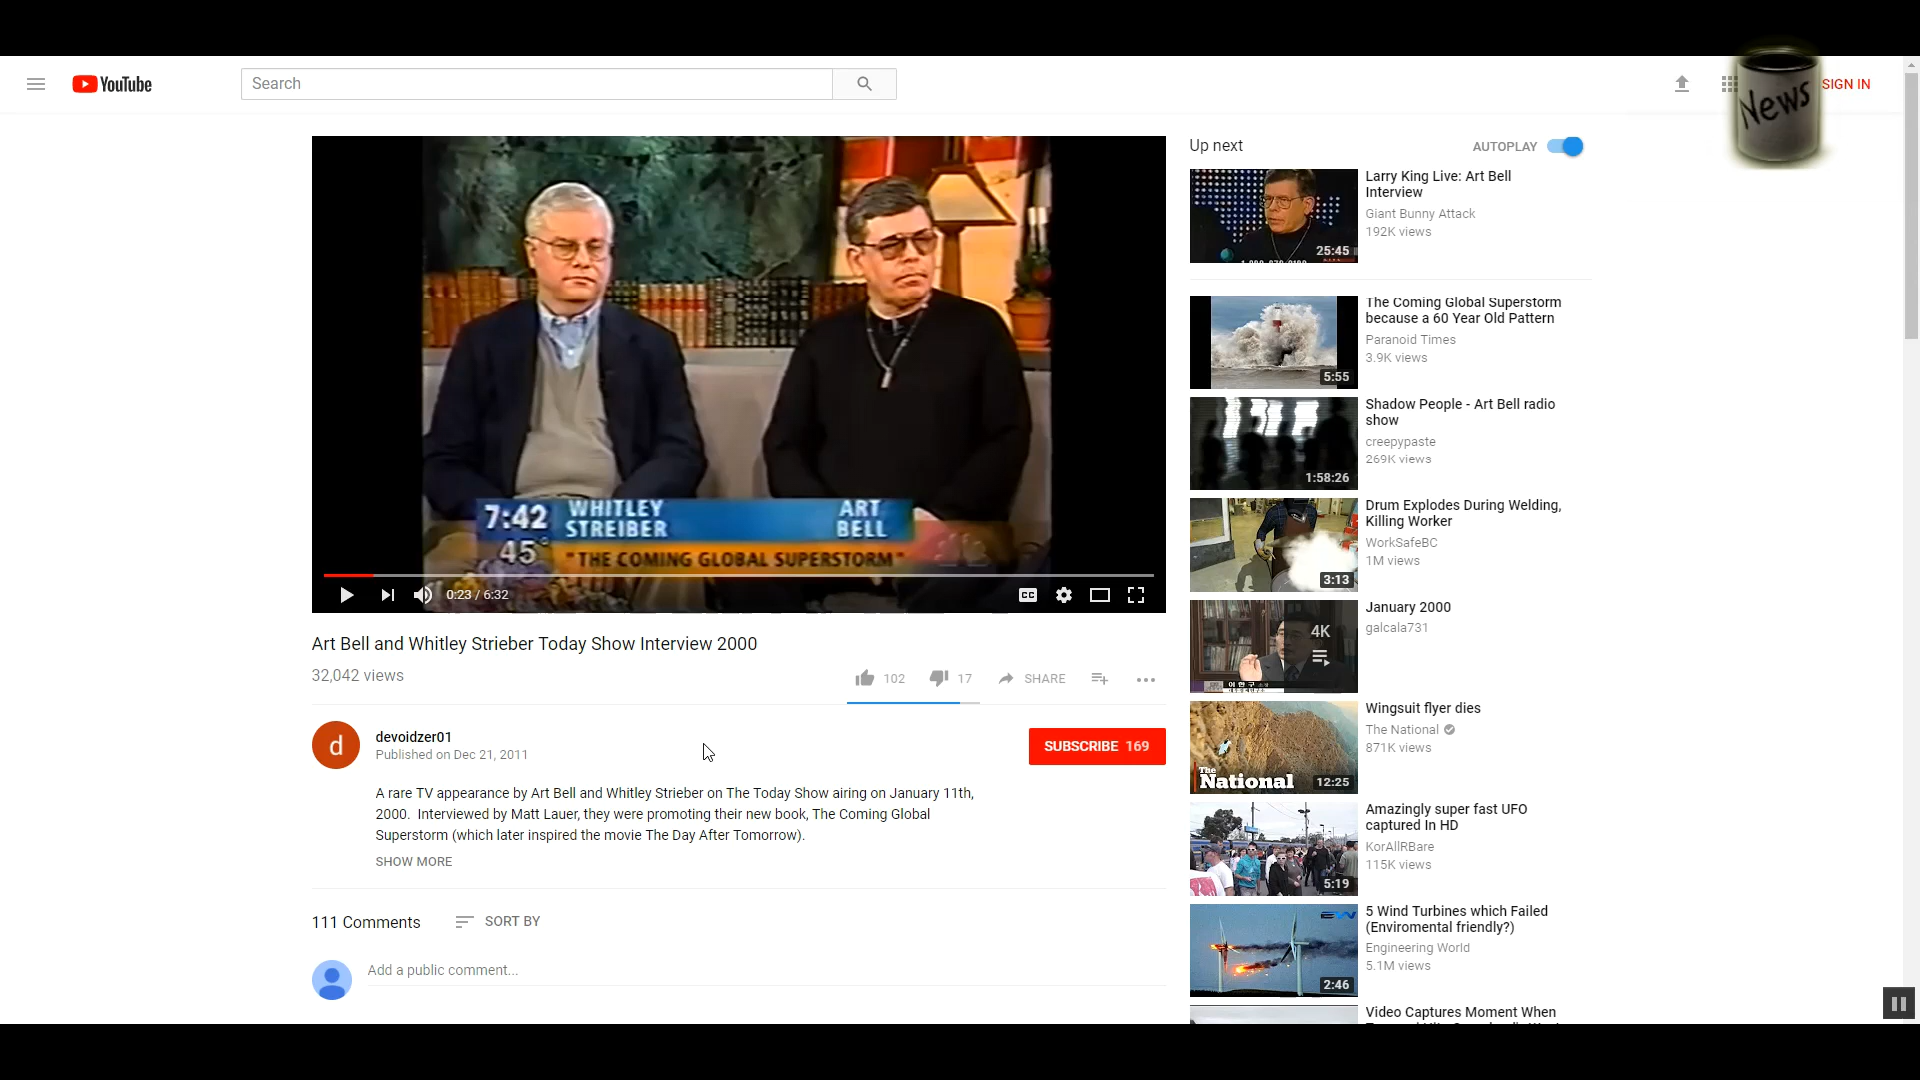 YouTube
Search
News
SIGN IN
7:42
WHITLEY
STREIBER
ART
BELL
45°
"THE COMING GLOBAL SUPERSTORM"
0:23 / 6:32
CC
Art Bell and Whitley Strieber Today Show Interview 2000
32,042 views
102
17
SHARE
d
devoidzer01
Published on Dec 21, 2011
SUBSCRIBE 169
A rare TV appearance by Art Bell and Whitley Strieber on The Today Show airing on January 11th,
2000. Interviewed by Matt Lauer, they were promoting their new book, The Coming Global
Superstorm (which later inspired the movie The Day After Tomorrow).
SHOW MORE
111 Comments
SORT BY
Add a public comment...
Up next
AUTOPLAY
Larry King Live: Art Bell
Interview
Giant Bunny Attack
192K views
25:45
The Coming Global Superstorm
because a 60 Year Old Pattern
Paranoid Times
3.9K views
5:55
Shadow People - Art Bell radio
show
creepypaste
269K views
1:58:26
Drum Explodes During Welding,
Killing Worker
WorkSafeBC
1M views
3:13
January 2000
galcala731
4K
Wingsuit flyer dies
The National
871K views
The
National
12:25
Amazingly super fast UFO
captured In HD
KorAllRBare
115K views
5:19
5 Wind Turbines which Failed
(Enviromental friendly?)
Engineering World
5.1M views
EW
2:46
Video Captures Moment When